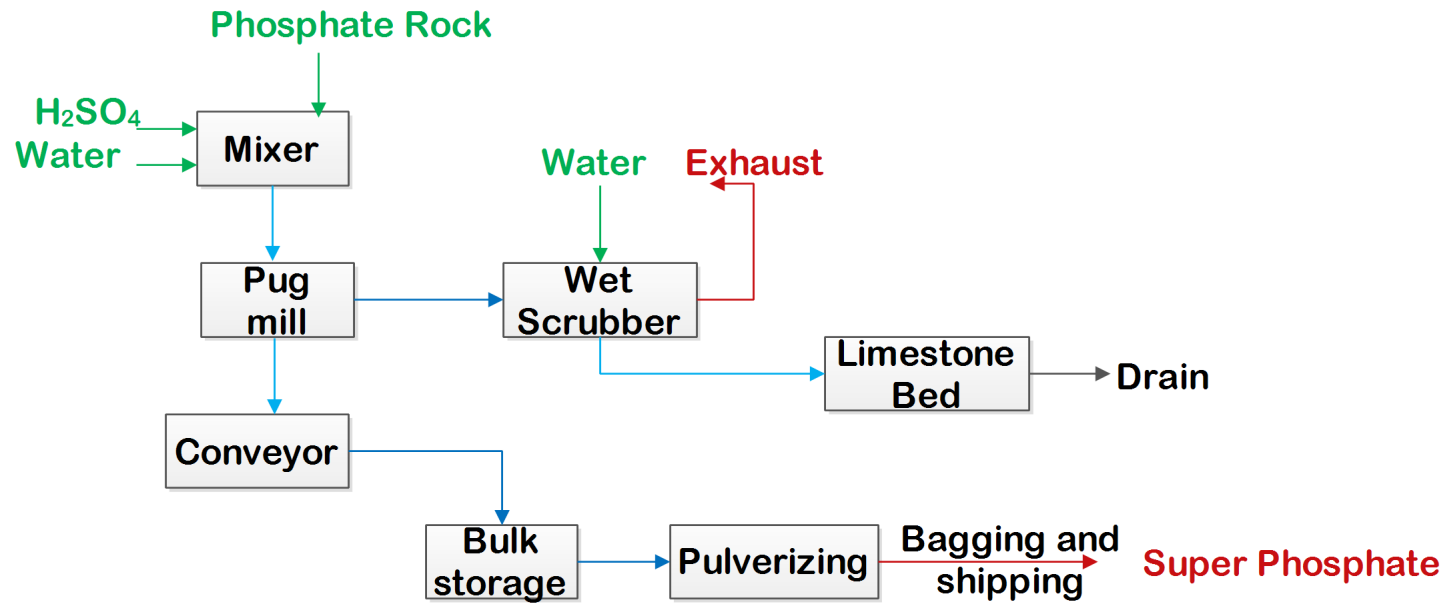 Phosphate Rock
H₂SO₄
Water
Mixer
Water
Exhaust
Pug
mill
Wet
Scrubber
Limestone
Bed
Drain
Conveyor
Bulk
storage
Pulverizing
Bagging and
shipping
Super Phosphate